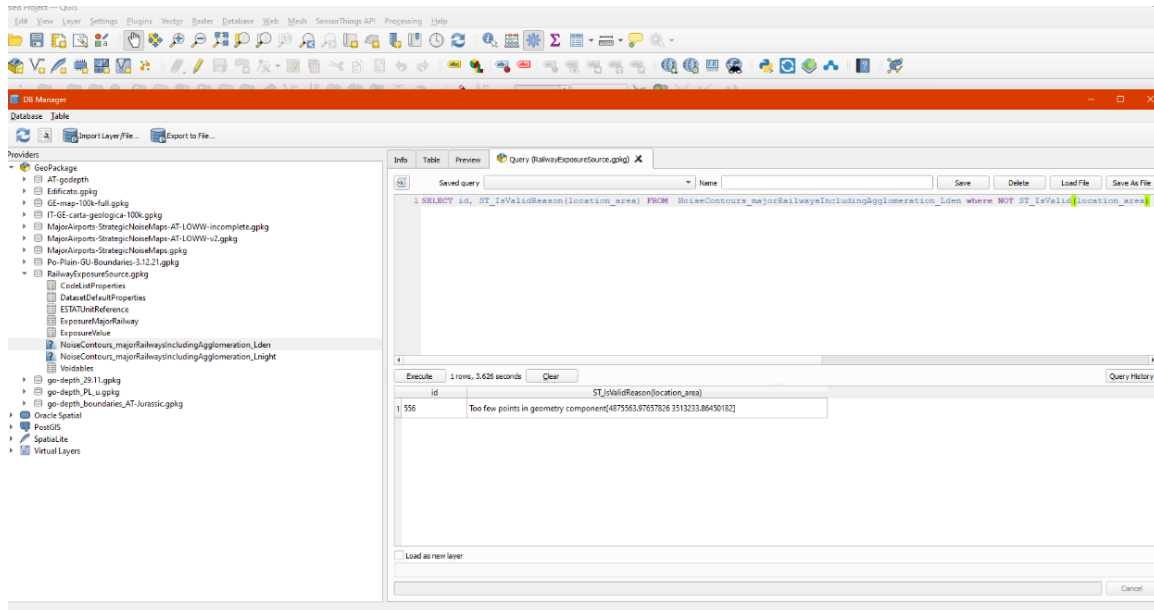 Edit View Layer Settings Plugins Vector Raster Database Web Mesh SensorThings API Processing Help
DB Manager
Database Table
Import Layer/File... Export to File...
Providers
GeoPackage
AT-godepth
Edificato.gpkg
GE-map-100k-full.gpkg
IT-GE-carta-geologica-100k.gpkg
MajorAirports-StrategicNoiseMaps-AT-LOWW-incomplete.gpkg
MajorAirports-StrategicNoiseMaps-AT-LOWW-v2.gpkg
MajorAirports-StrategicNoiseMaps.gpkg
Po-Plain-GU-Boundaries-3.12.21.gpkg
RailwayExposureSource.gpkg
CodeListProperties
DatasetDefaultProperties
ESTATUnitReference
ExposureMajorRailway
ExposureValue
NoiseContours_majorRailwaysIncludingAgglomeration_Lden
NoiseContours_majorRailwaysIncludingAgglomeration_Lnight
Voidables
go-depth_29.11.gpkg
go-depth_PL_u.gpkg
go-depth_boundaries_AT-Jurassic.gpkg
Oracle Spatial
PostGIS
SpatiaLite
Virtual Layers
Info Table Preview Query (RailwayExposureSource.gpkg) X
Saved query Name Save Delete Load File Save As File
1 SELECT id, ST_IsValidReason(location_area) FROM NoiseContours_majorRailwaysIncludingAgglomeration_Lden where NOT ST_IsValid(location_area)
Execute 1 rows, 3.626 seconds Clear Query History
id ST_IsValidReason(location_area)
1 556 Too few points in geometry component[4875563.97657826 3513233.86450182]
Load as new layer
Cancel